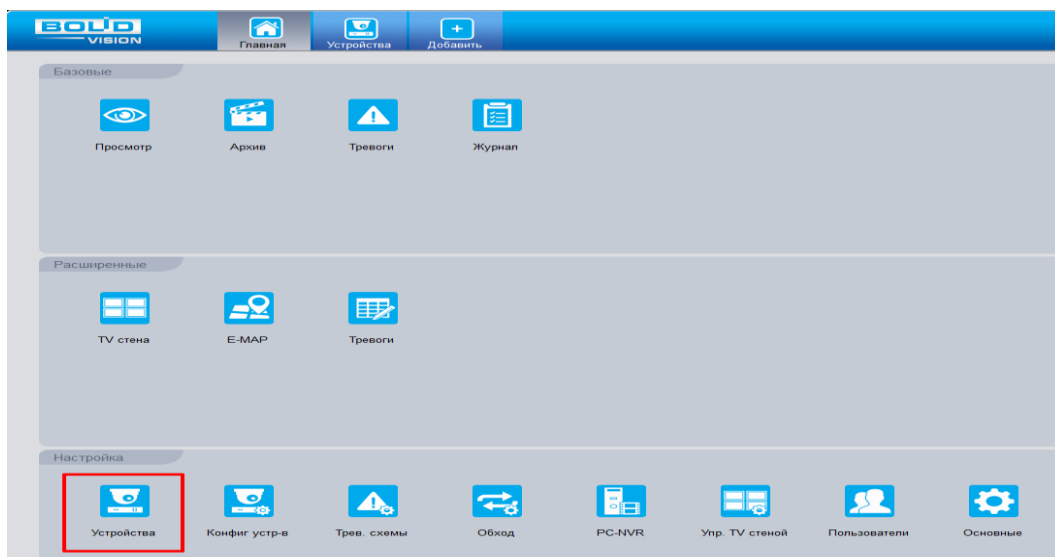 BOLID
VISION
Главная
Устройства
Добавить
Базовые
Просмотр
Архив
Тревоги
Журнал
Расширенные
TV стена
E-MAP
Тревоги
Настройка
Устройства
Конфиг устр-в
Трев. схемы
Обход
PC-NVR
Упр. TV стеной
Пользователи
Основные